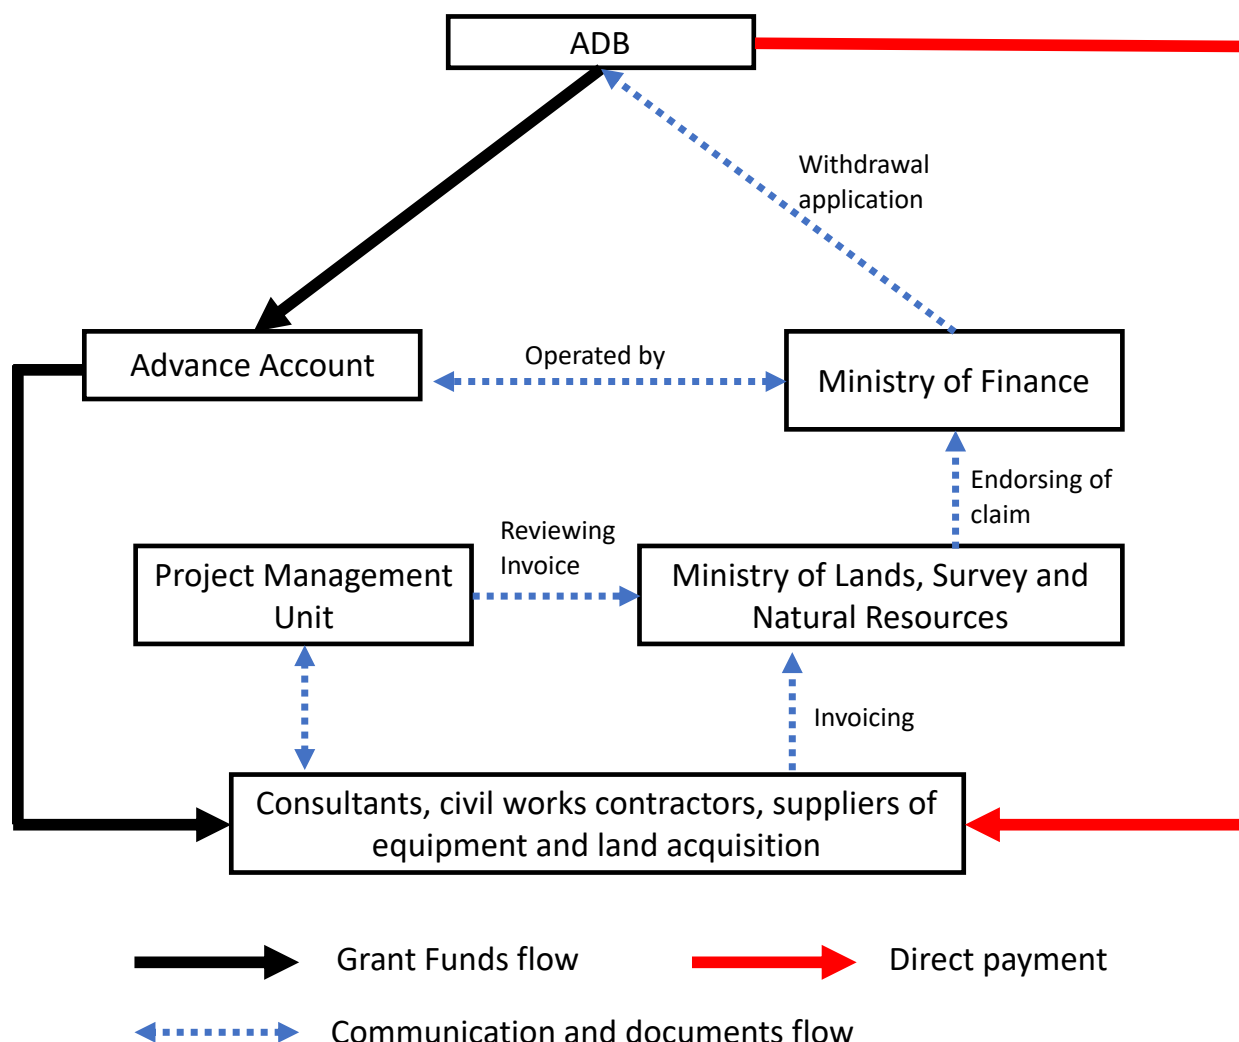 ADB
Withdrawal
application
Advance Account
Operated by
Ministry of Finance
Endorsing of
claim
Reviewing
Invoice
Project Management
Unit
Ministry of Lands, Survey and
Natural Resources
Invoicing
Consultants, civil works contractors, suppliers of
equipment and land acquisition
Grant Funds flow
Direct payment
Communication and documents flow